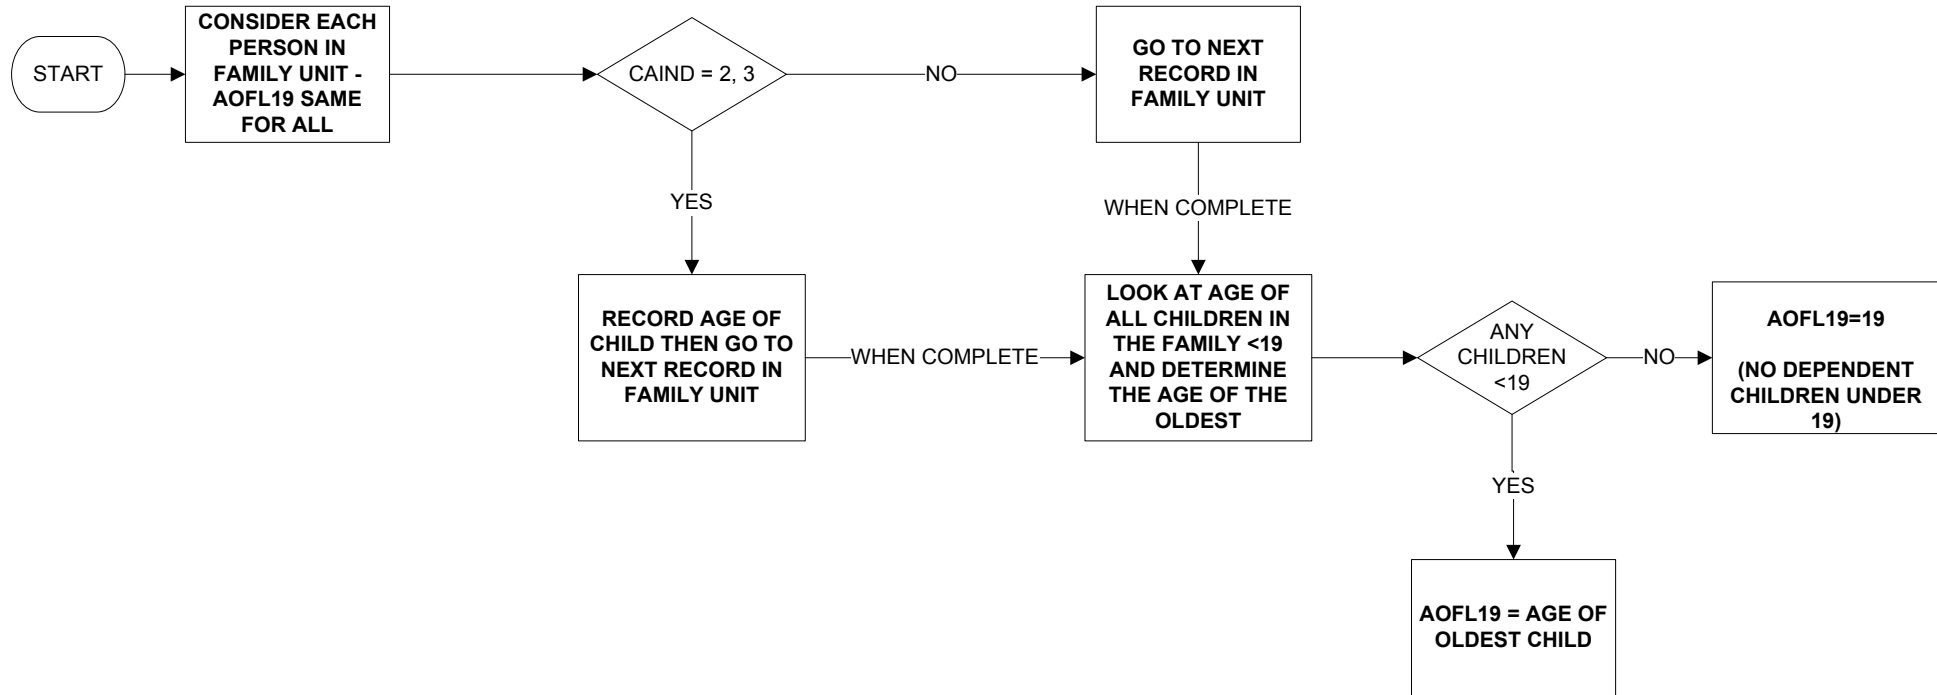 START
CONSIDER EACH
PERSON IN
FAMILY UNIT -
AOFL19 SAME
FOR ALL
CAIND = 2, 3
NO
GO TO NEXT
RECORD IN
FAMILY UNIT
YES
WHEN COMPLETE
RECORD AGE OF
CHILD THEN GO TO
NEXT RECORD IN
FAMILY UNIT
WHEN COMPLETE
LOOK AT AGE OF
ALL CHILDREN IN
THE FAMILY <19
AND DETERMINE
THE AGE OF THE
OLDEST
ANY
CHILDREN
<19
NO
AOFL19=19
(NO DEPENDENT
CHILDREN UNDER
19)
YES
AOFL19 = AGE OF
OLDEST CHILD